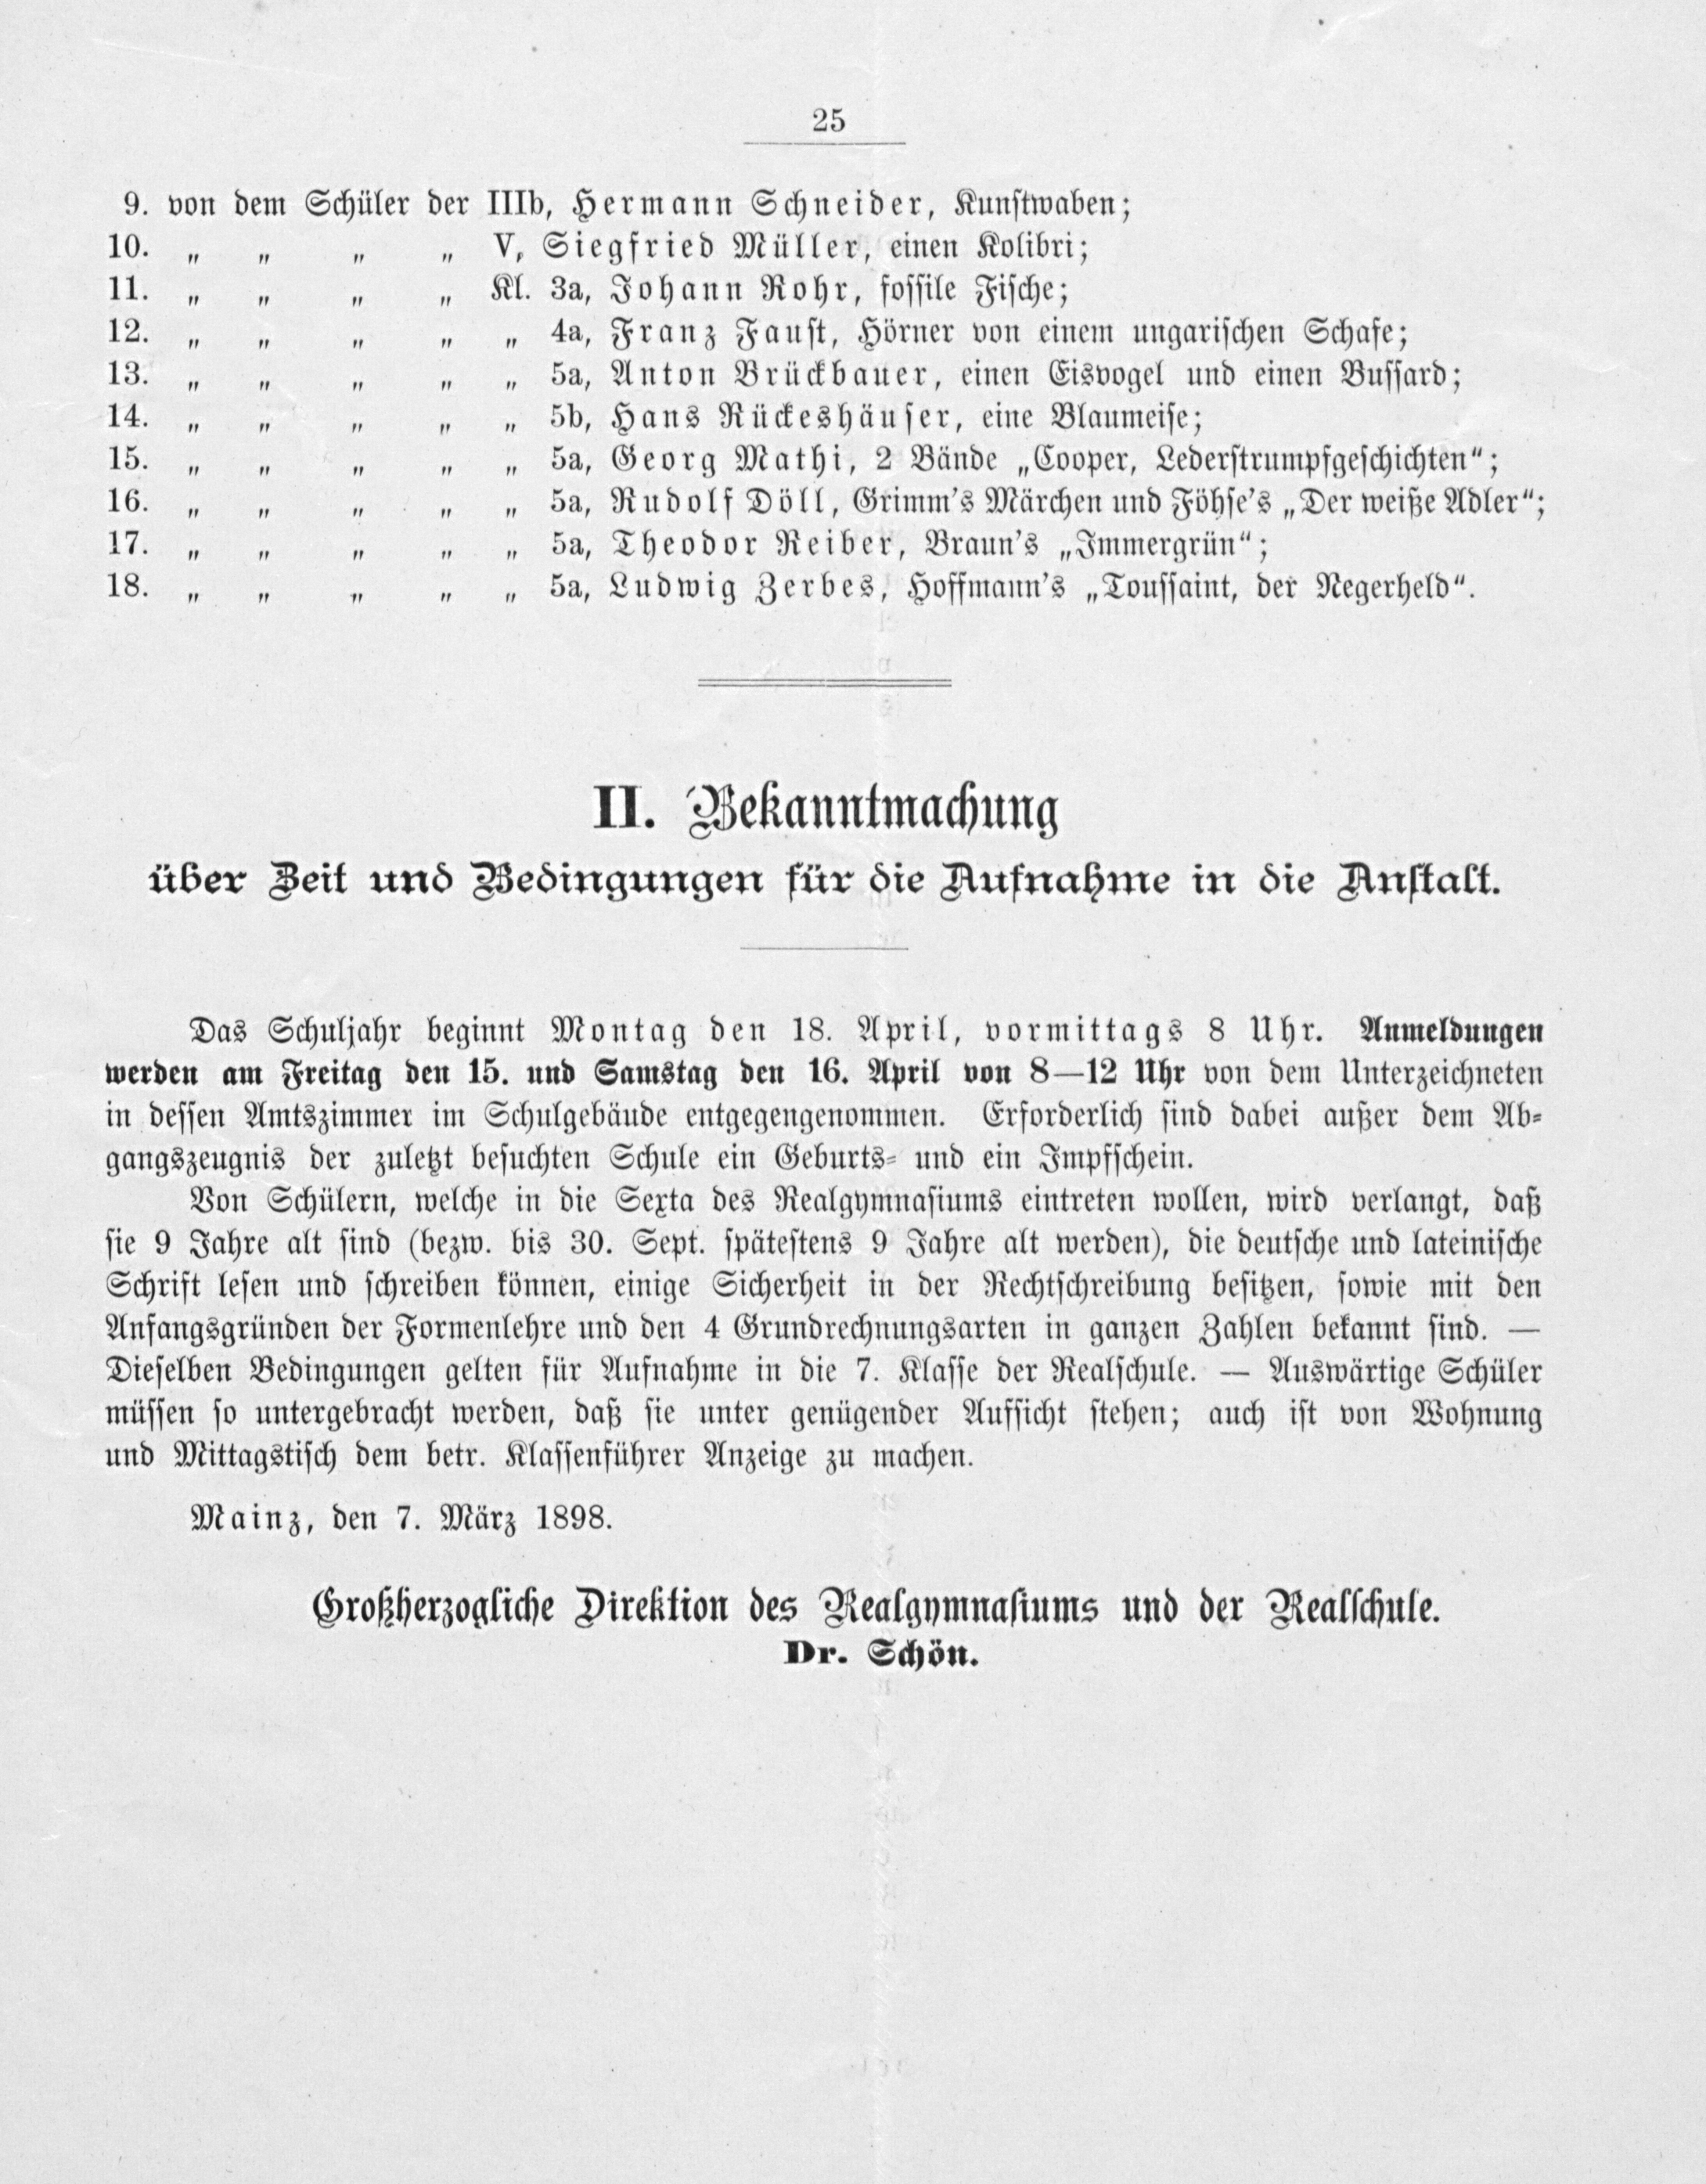 25
9. von dem Schüler der IIIb, Hermann Schneider, Kunstwaben;
10. „ „ „ „ V, Siegfried Müller, einen Kolibri;
11. „ „ „ „ Kl. 3a, Johann Rohr, fossile Fische;
12. „ „ „ „ „ 4a, Franz Faust, Hörner von einem ungarischen Schafe;
13. „ „ „ „ „ 5a, Anton Brückbauer, einen Eisvogel und einen Bussard;
14. „ „ „ „ „ 5b, Hans Rückeshäuser, eine Blaumeise;
15. „ „ „ „ „ 5a, Georg Mathi, 2 Bände „Cooper, Lederstrumpfgeschichten“;
16. „ „ „ „ „ 5a, Rudolf Döll, Grimm's Märchen und Föhse's „Der weiße Adler“;
17. „ „ „ „ „ 5a, Theodor Reiber, Braun's „Immergrün“;
18. „ „ „ „ „ 5a, Ludwig Zerbes, Hoffmann's „Toussaint, der Negerheld“.
II. Bekanntmachung
über Zeit und Bedingungen für die Aufnahme in die Anstalt.
Das Schuljahr beginnt Montag den 18. April, vormittags 8 Uhr. Anmeldungen
werden am Freitag den 15. und Samstag den 16. April von 8—12 Uhr von dem Unterzeichneten
in dessen Amtszimmer im Schulgebäude entgegengenommen. Erforderlich sind dabei außer dem Ab-
gangszeugnis der zuletzt besuchten Schule ein Geburts- und ein Impfschein.
Von Schülern, welche in die Sexta des Realgymnasiums eintreten wollen, wird verlangt, daß
sie 9 Jahre alt sind (bezw. bis 30. Sept. spätestens 9 Jahre alt werden), die deutsche und lateinische
Schrift lesen und schreiben können, einige Sicherheit in der Rechtschreibung besitzen, sowie mit den
Anfangsgründen der Formenlehre und den 4 Grundrechnungsarten in ganzen Zahlen bekannt sind. —
Dieselben Bedingungen gelten für Aufnahme in die 7. Klasse der Realschule. — Auswärtige Schüler
müssen so untergebracht werden, daß sie unter genügender Aufsicht stehen; auch ist von Wohnung
und Mittagstisch dem betr. Klassenführer Anzeige zu machen.
Mainz, den 7. März 1898.
Großherzogliche Direktion des Realgymnasiums und der Realschule.
Dr. Schön.